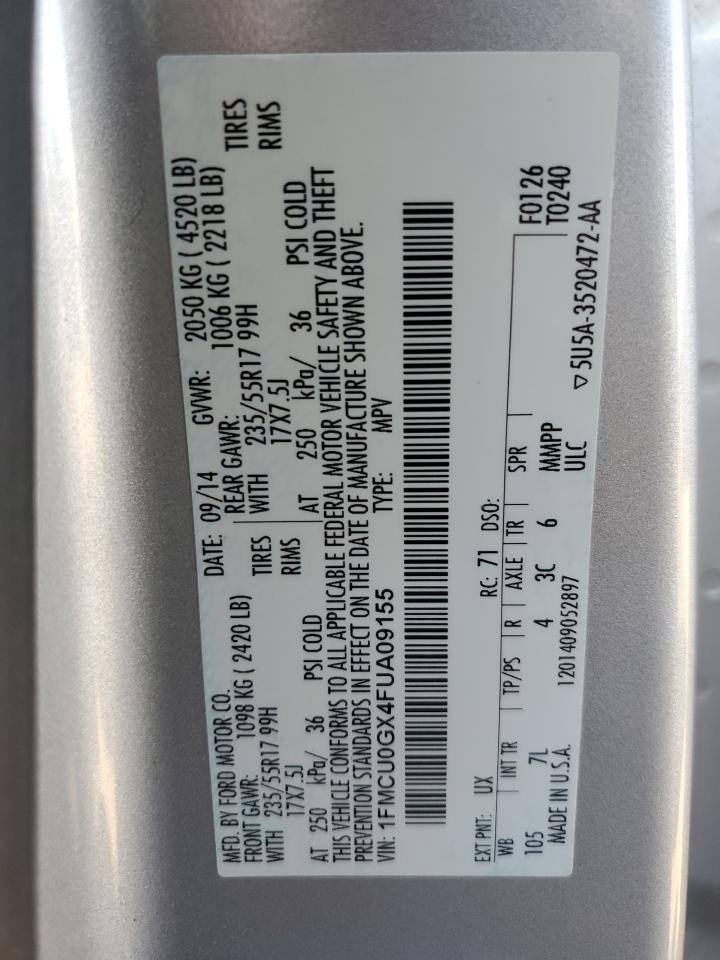 MFD. BY FORD MOTOR CO. DATE: 09/14 GVWR: 2050 KG ( 4520 LB)
FRONT GAWR: 1098 KG ( 2420 LB) REAR GAWR: 1006 KG ( 2218 LB)
WITH 235/55R17 99H TIRES WITH 235/55R17 99H TIRES
17X7.5J RIMS 17X7.5J RIMS
AT 250 kPa/ 36 PSI COLD AT 250 kPa/ 36 PSI COLD
THIS VEHICLE CONFORMS TO ALL APPLICABLE FEDERAL MOTOR VEHICLE SAFETY AND THEFT
PREVENTION STANDARDS IN EFFECT ON THE DATE OF MANUFACTURE SHOWN ABOVE.
VIN: 1FMCU0GX4FUA09155 TYPE: MPV
EXT PNT: UX RC: 71 DSO:
WB INT TR TP/PS R AXLE TR SPR F0126
105 7L 4 3C 6 MMPP T0240
MADE IN U.S.A. 1201409052897 ULC ▽5U5A-3520472-AA